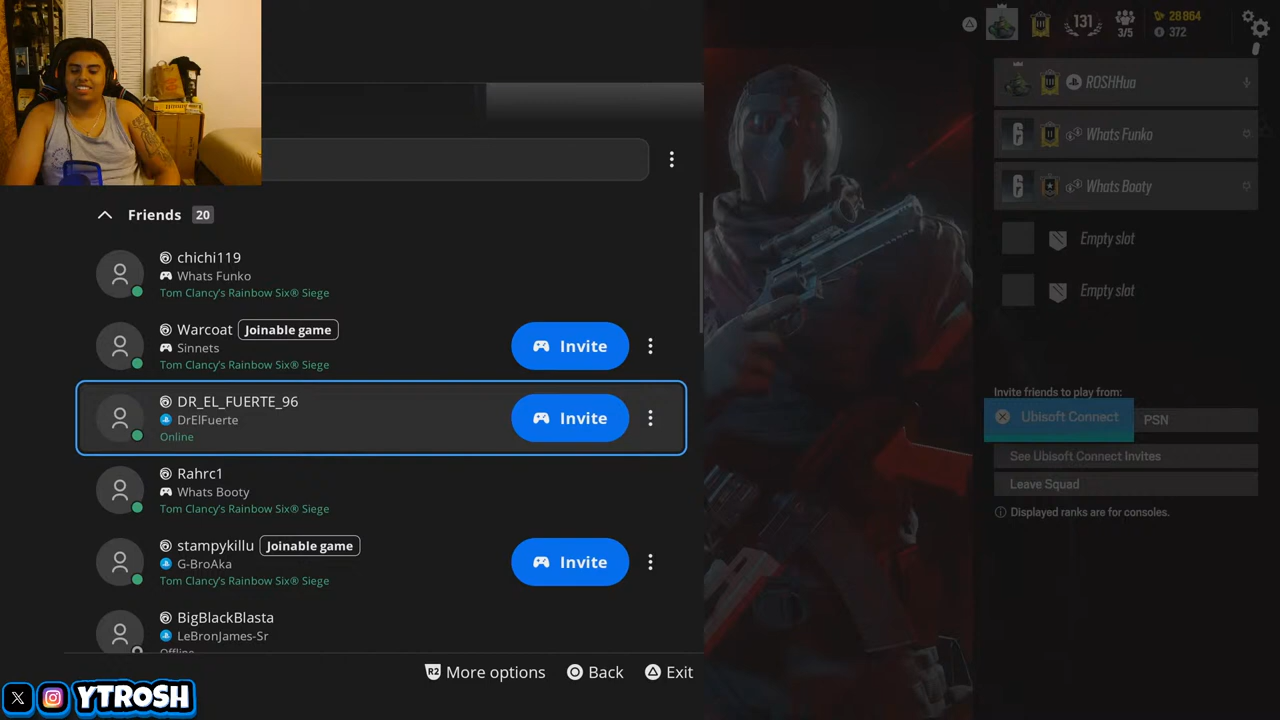 131
3/5
28 864
372
ROSHHua
Whats Funko
Whats Booty
Empty slot
Empty slot
Invite friends to play from:
Ubisoft Connect
PSN
See Ubisoft Connect Invites
Leave Squad
Displayed ranks are for consoles.
Friends 20
chichi119
Whats Funko
Tom Clancy's Rainbow Six® Siege
Warcoat Joinable game
Sinnets
Tom Clancy's Rainbow Six® Siege
Invite
DR_EL_FUERTE_96
DrElFuerte
Online
Invite
Rahrc1
Whats Booty
Tom Clancy's Rainbow Six® Siege
stampykillu Joinable game
G-BroAka
Tom Clancy's Rainbow Six® Siege
Invite
BigBlackBlasta
LeBronJames-Sr
Offline
R2 More options Back Exit
YTROSH